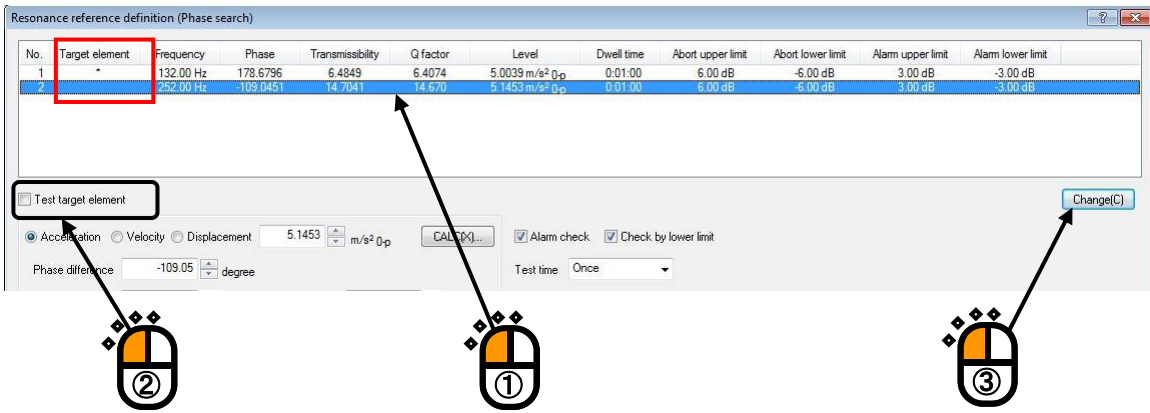 Resonance reference definition (Phase search)
No. Target element Frequency Phase Transmissibility Q factor Level Dwell time Abort upper limit Abort lower limit Alarm upper limit Alarm lower limit
1 * 132.00 Hz 178.6796 6.4849 6.4074 5.0039 m/s² 0-p 0:01:00 6.00 dB -6.00 dB 3.00 dB -3.00 dB
2 252.00 Hz -109.0451 14.7041 14.670 5.1453 m/s² 0-p 0:01:00 6.00 dB -6.00 dB 3.00 dB -3.00 dB
Test target element Change(C)
Acceleration Velocity Displacement 5.1453 m/s² 0-p CALC(X)... Alarm check Check by lower limit
Phase difference -109.05 degree Test time Once
② ① ③